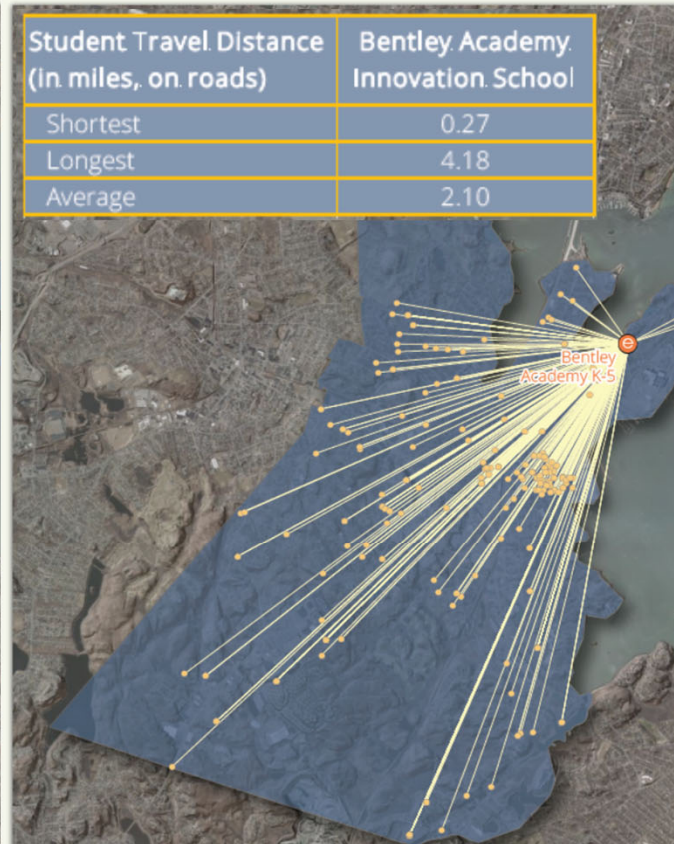 Student Travel Distance
(in miles, on roads)
Bentley Academy
Innovation School
Shortest 0.27
Longest 4.18
Average 2.10
e
Bentley
Academy K-5